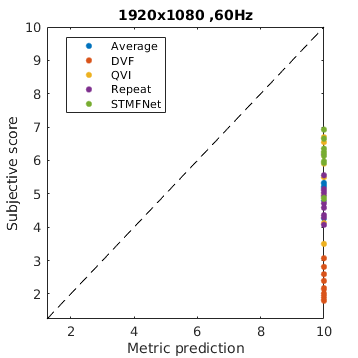 1920x1080 ,60Hz
Average
DVF
QVI
Repeat
STMFNet
10
9
8
7
6
5
4
3
2
Subjective score
2 4 6 8 10
Metric prediction